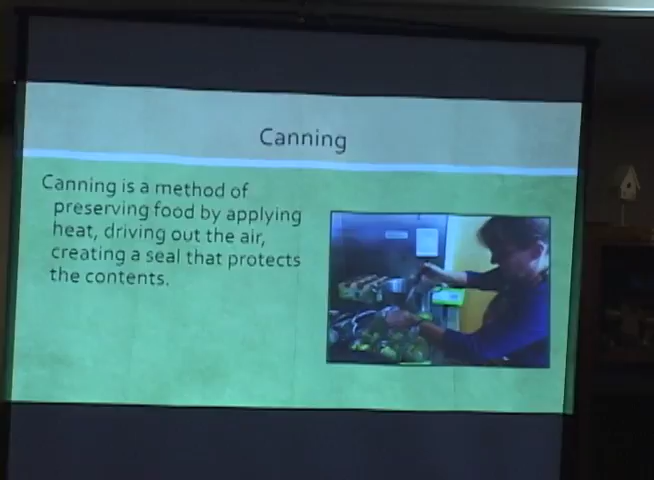 Canning
Canning is a method of
preserving food by applying
heat, driving out the air,
creating a seal that protects
the contents.